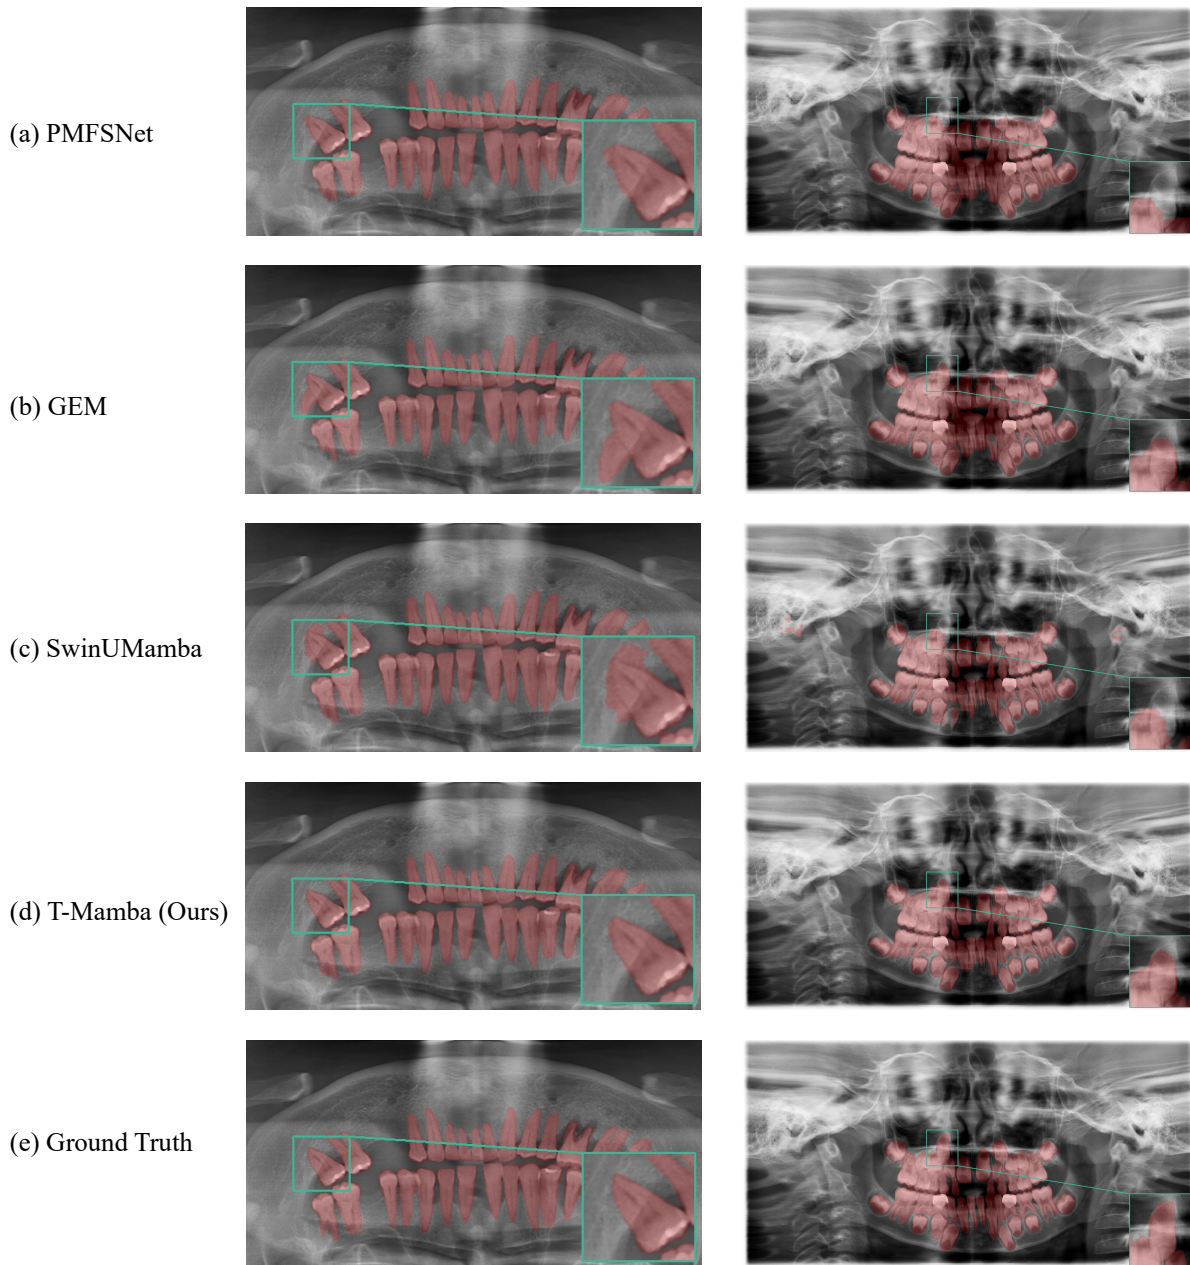 (a) PMFSNet
(b) GEM
(c) SwinUMamba
(d) T-Mamba (Ours)
(e) Ground Truth